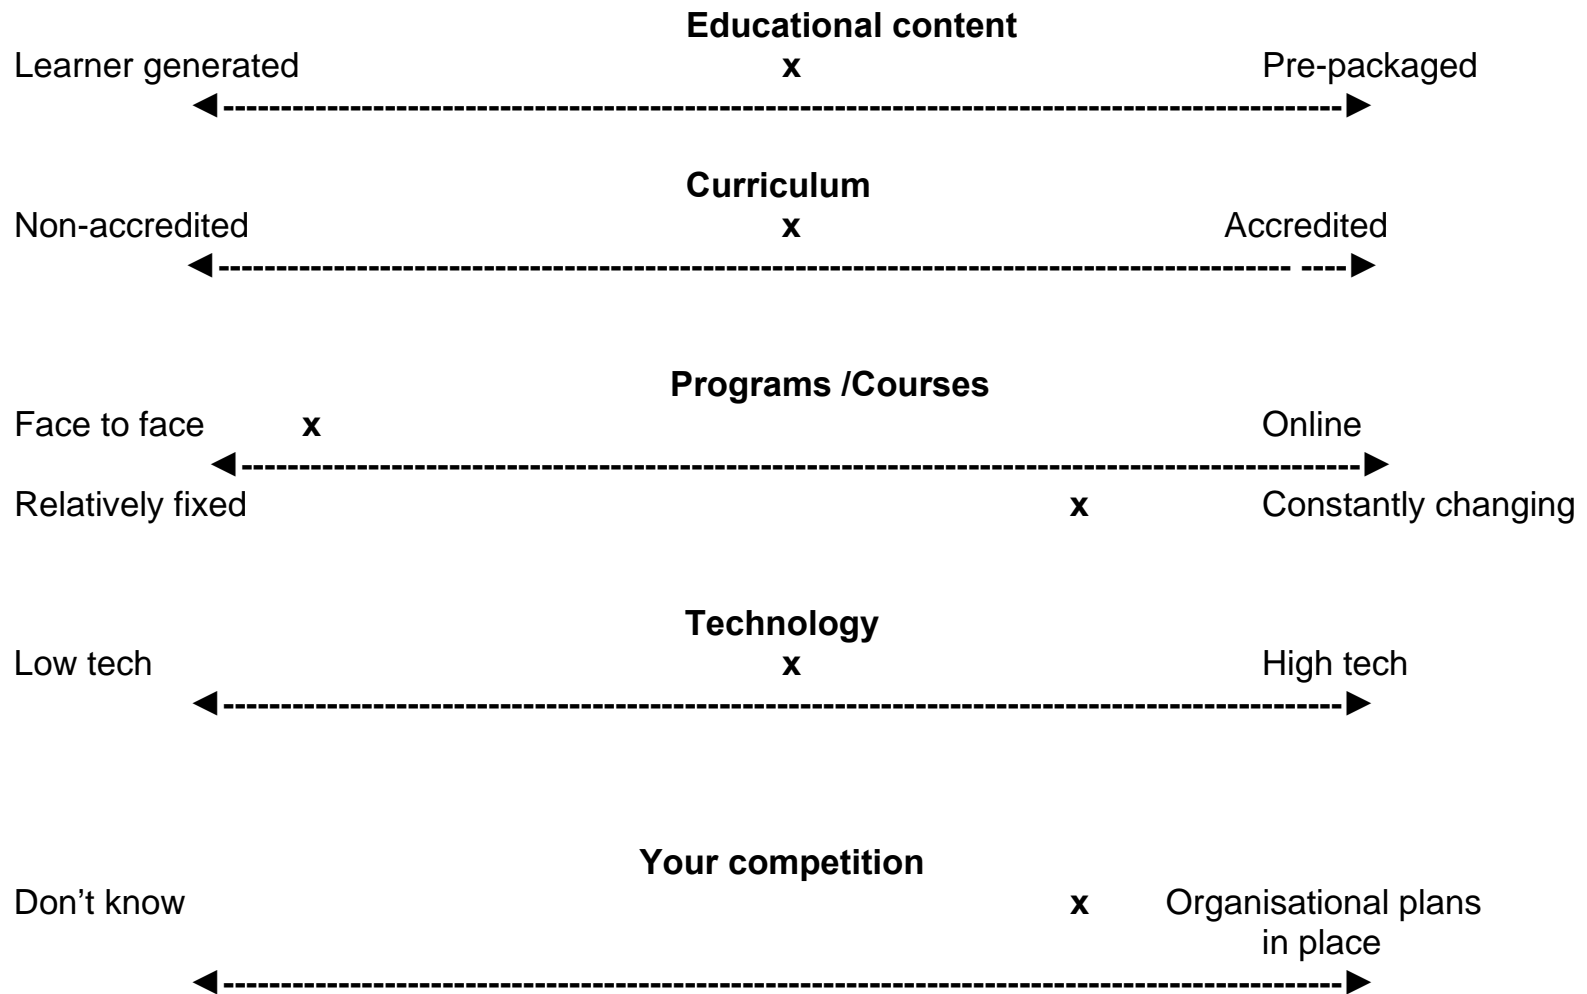 Educational content
Learner generated x Pre-packaged
◄-------------------------------------------------------------------------------------------------►
Curriculum
Non-accredited x Accredited
◄--------------------------------------------------------------------------------------------- ----►
Programs /Courses
Face to face x Online
◄-------------------------------------------------------------------------------------------------►
Relatively fixed x Constantly changing
Technology
Low tech x High tech
◄-------------------------------------------------------------------------------------------------►
Your competition
Don’t know x Organisational plans
in place
◄-------------------------------------------------------------------------------------------------►